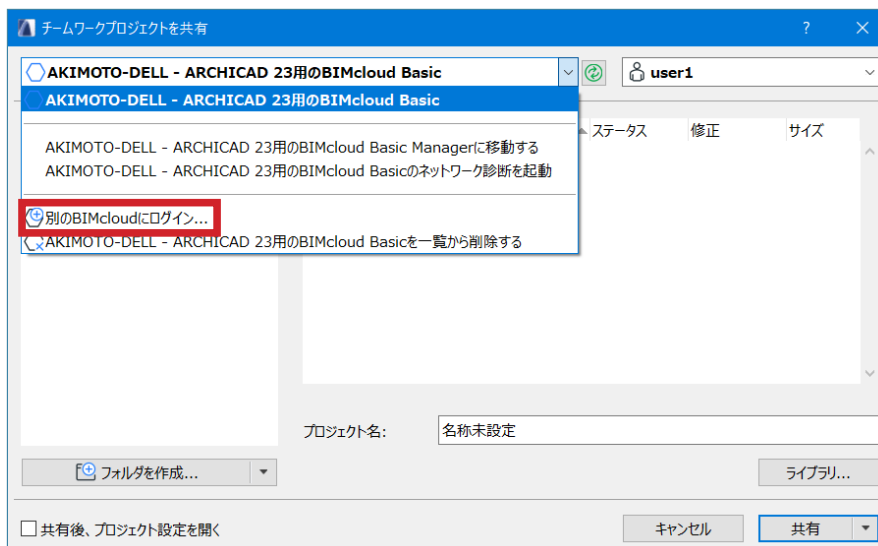 チームワークプロジェクトを共有
AKIMOTO-DELL - ARCHICAD 23用のBIMcloud Basic
user1
AKIMOTO-DELL - ARCHICAD 23用のBIMcloud Basic
ステータス 修正 サイズ
AKIMOTO-DELL - ARCHICAD 23用のBIMcloud Basic Managerに移動する
AKIMOTO-DELL - ARCHICAD 23用のBIMcloud Basicのネットワーク診断を起動
別のBIMcloudにログイン...
AKIMOTO-DELL - ARCHICAD 23用のBIMcloud Basicを一覧から削除する
プロジェクト名: 名称未設定
フォルダを作成...
ライブラリ...
共有後、プロジェクト設定を開く
キャンセル
共有